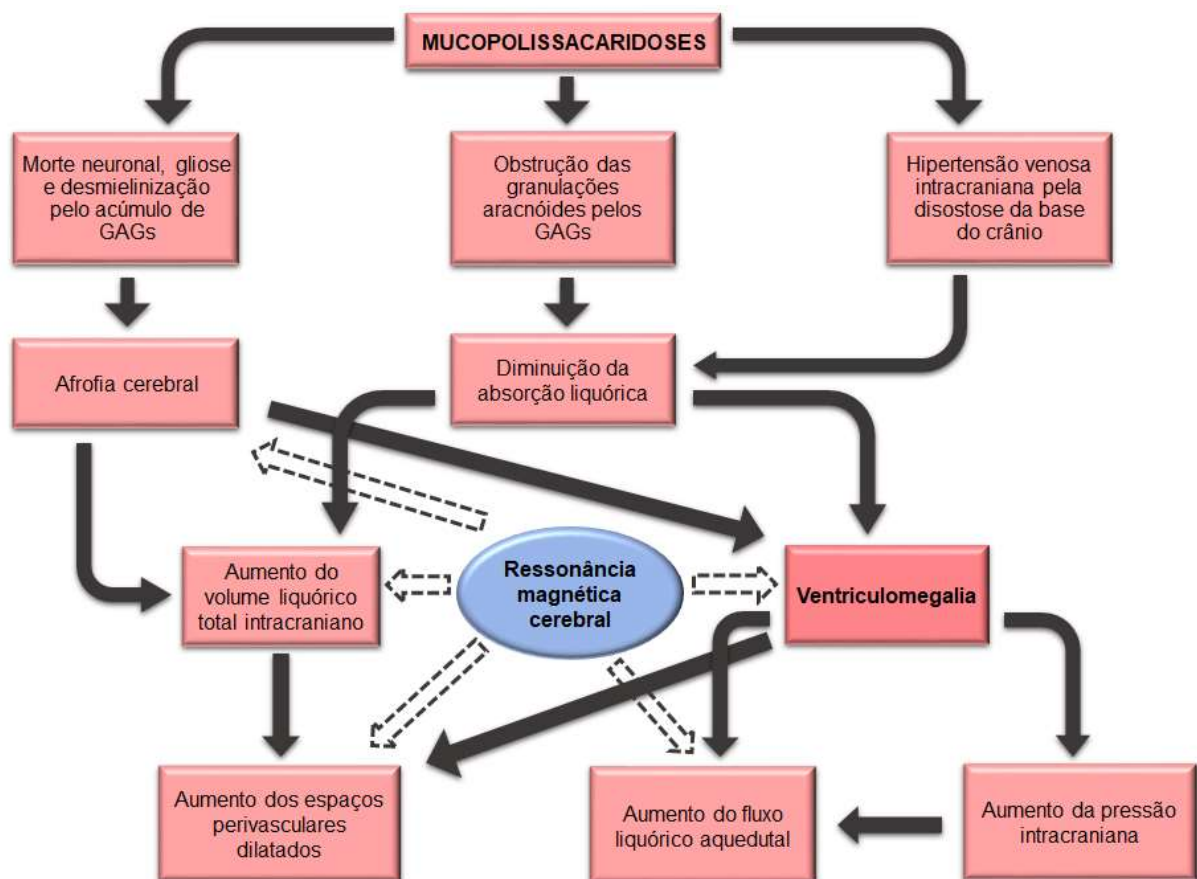 MUCOPOLISSACARIDOSES
Morte neuronal, gliose
e desmielinização
pelo acúmulo de
GAGs
Obstrução das
granulações
aracnóides pelos
GAGs
Hipertensão venosa
intracraniana pela
disostose da base
do crânio
Afrofia cerebral
Diminuição da
absorção liquórica
Aumento do
volume liquórico
total intracraniano
Ressonância
magnética
cerebral
Ventriculomegalia
Aumento dos espaços
perivasculares
dilatados
Aumento do fluxo
liquórico aquedutal
Aumento da pressão
intracraniana